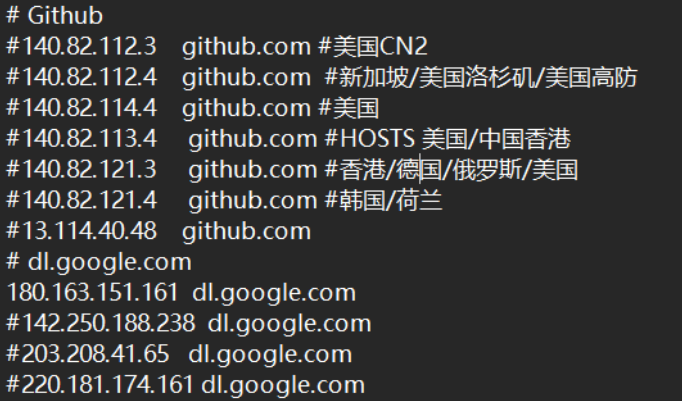 # Github
#140.82.112.3    github.com #美国CN2
#140.82.112.4    github.com  #新加坡/美国洛杉矶/美国高防
#140.82.114.4    github.com #美国
#140.82.113.4     github.com #HOSTS 美国/中国香港
#140.82.121.3     github.com #香港/德国/俄罗斯/美国
#140.82.121.4     github.com #韩国/荷兰
#13.114.40.48    github.com
# dl.google.com
180.163.151.161  dl.google.com
#142.250.188.238  dl.google.com
#203.208.41.65   dl.google.com
#220.181.174.161 dl.google.com